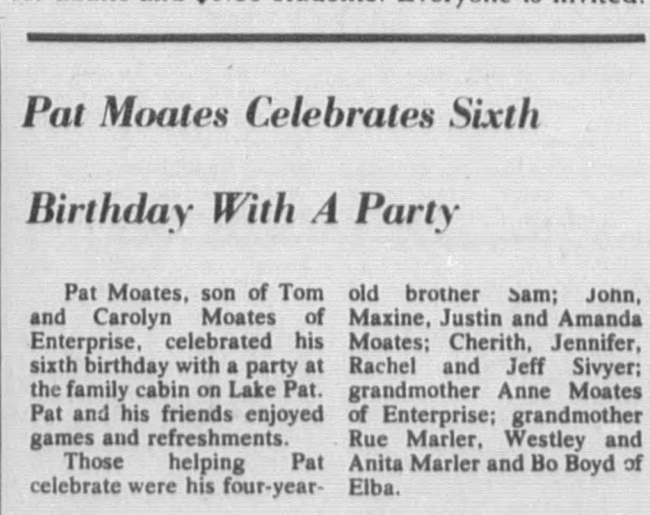 Everyone is invited.
Pat Moates Celebrates Sixth
Birthday With A Party
Pat Moates, son of Tom
and Carolyn Moates of
Enterprise, celebrated his
sixth birthday with a party at
the family cabin on Lake Pat.
Pat and his friends enjoyed
games and refreshments.
Those helping Pat
celebrate were his four-year-
old brother Sam; John,
Maxine, Justin and Amanda
Moates; Cherith, Jennifer,
Rachel and Jeff Sivyer;
grandmother Anne Moates
of Enterprise; grandmother
Rue Marler, Westley and
Anita Marler and Bo Boyd of
Elba.